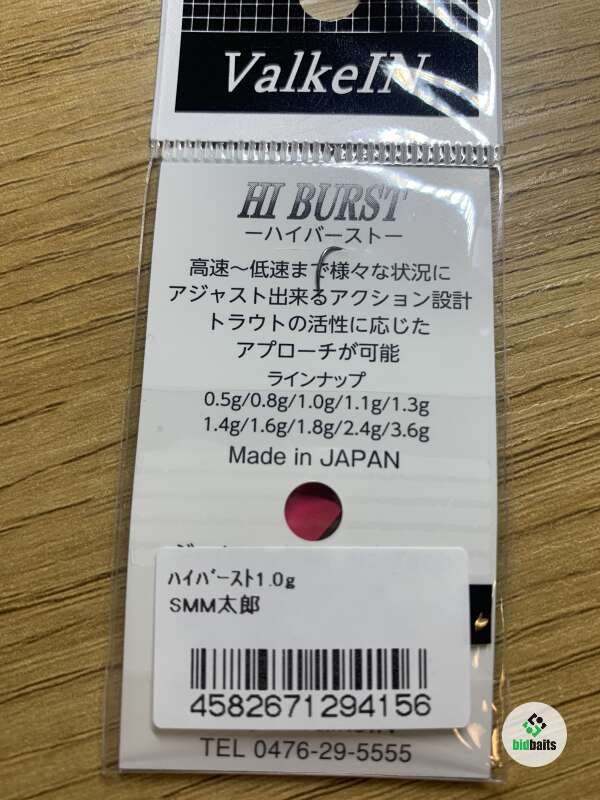 ValkeIN
HI BURST
ーハイバーストー
高速～低速まで様々な状況に
アジャスト出来るアクション設計
トラウトの活性に応じた
アプローチが可能
ラインナップ
0.5g/0.8g/1.0g/1.1g/1.3g
1.4g/1.6g/1.8g/2.4g/3.6g
Made in JAPAN
ﾊｲﾊﾞｰｽﾄ1.0g
SMM太郎
4582671294156
TEL 0476-29-5555
bidbaits